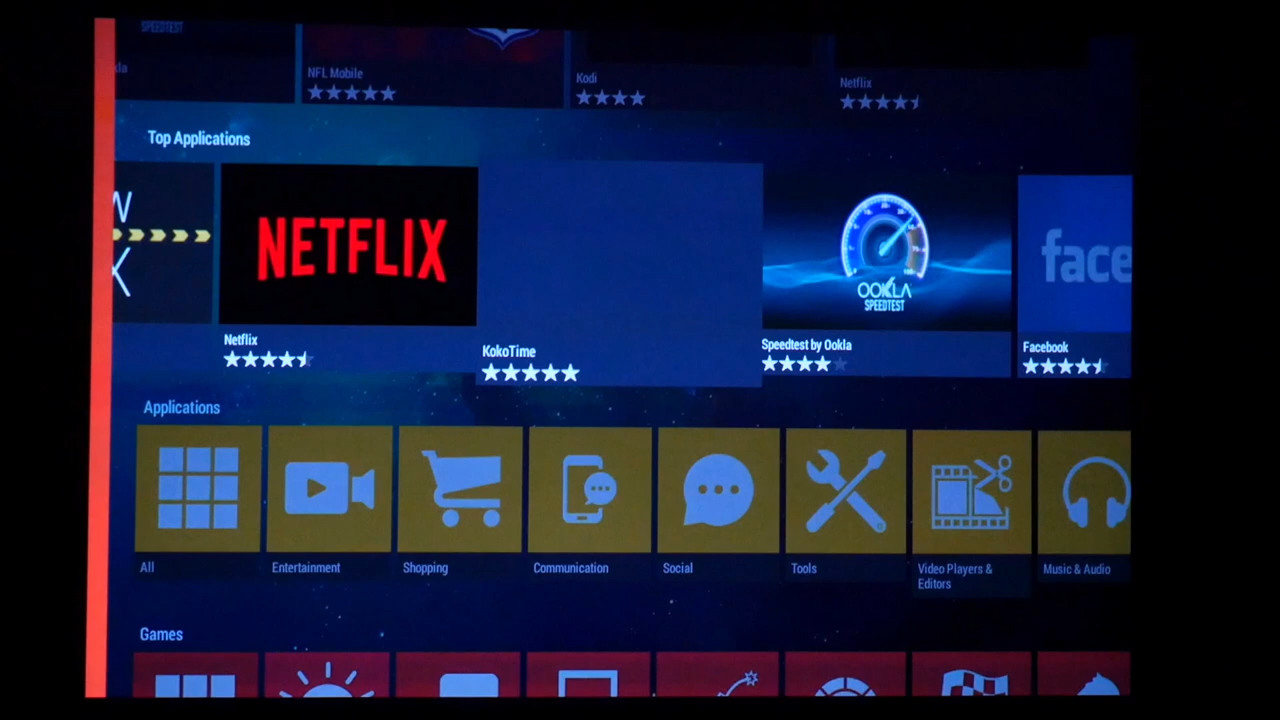 SPEEDTEST
NFL Mobile
Kodi
Netflix
Top Applications
NETFLIX
OOKLA
SPEEDTEST
face
Netflix
KokoTime
Speedtest by Ookla
Facebook
Applications
All
Entertainment
Shopping
Communication
Social
Tools
Video Players &
Editors
Music & Audio
Games